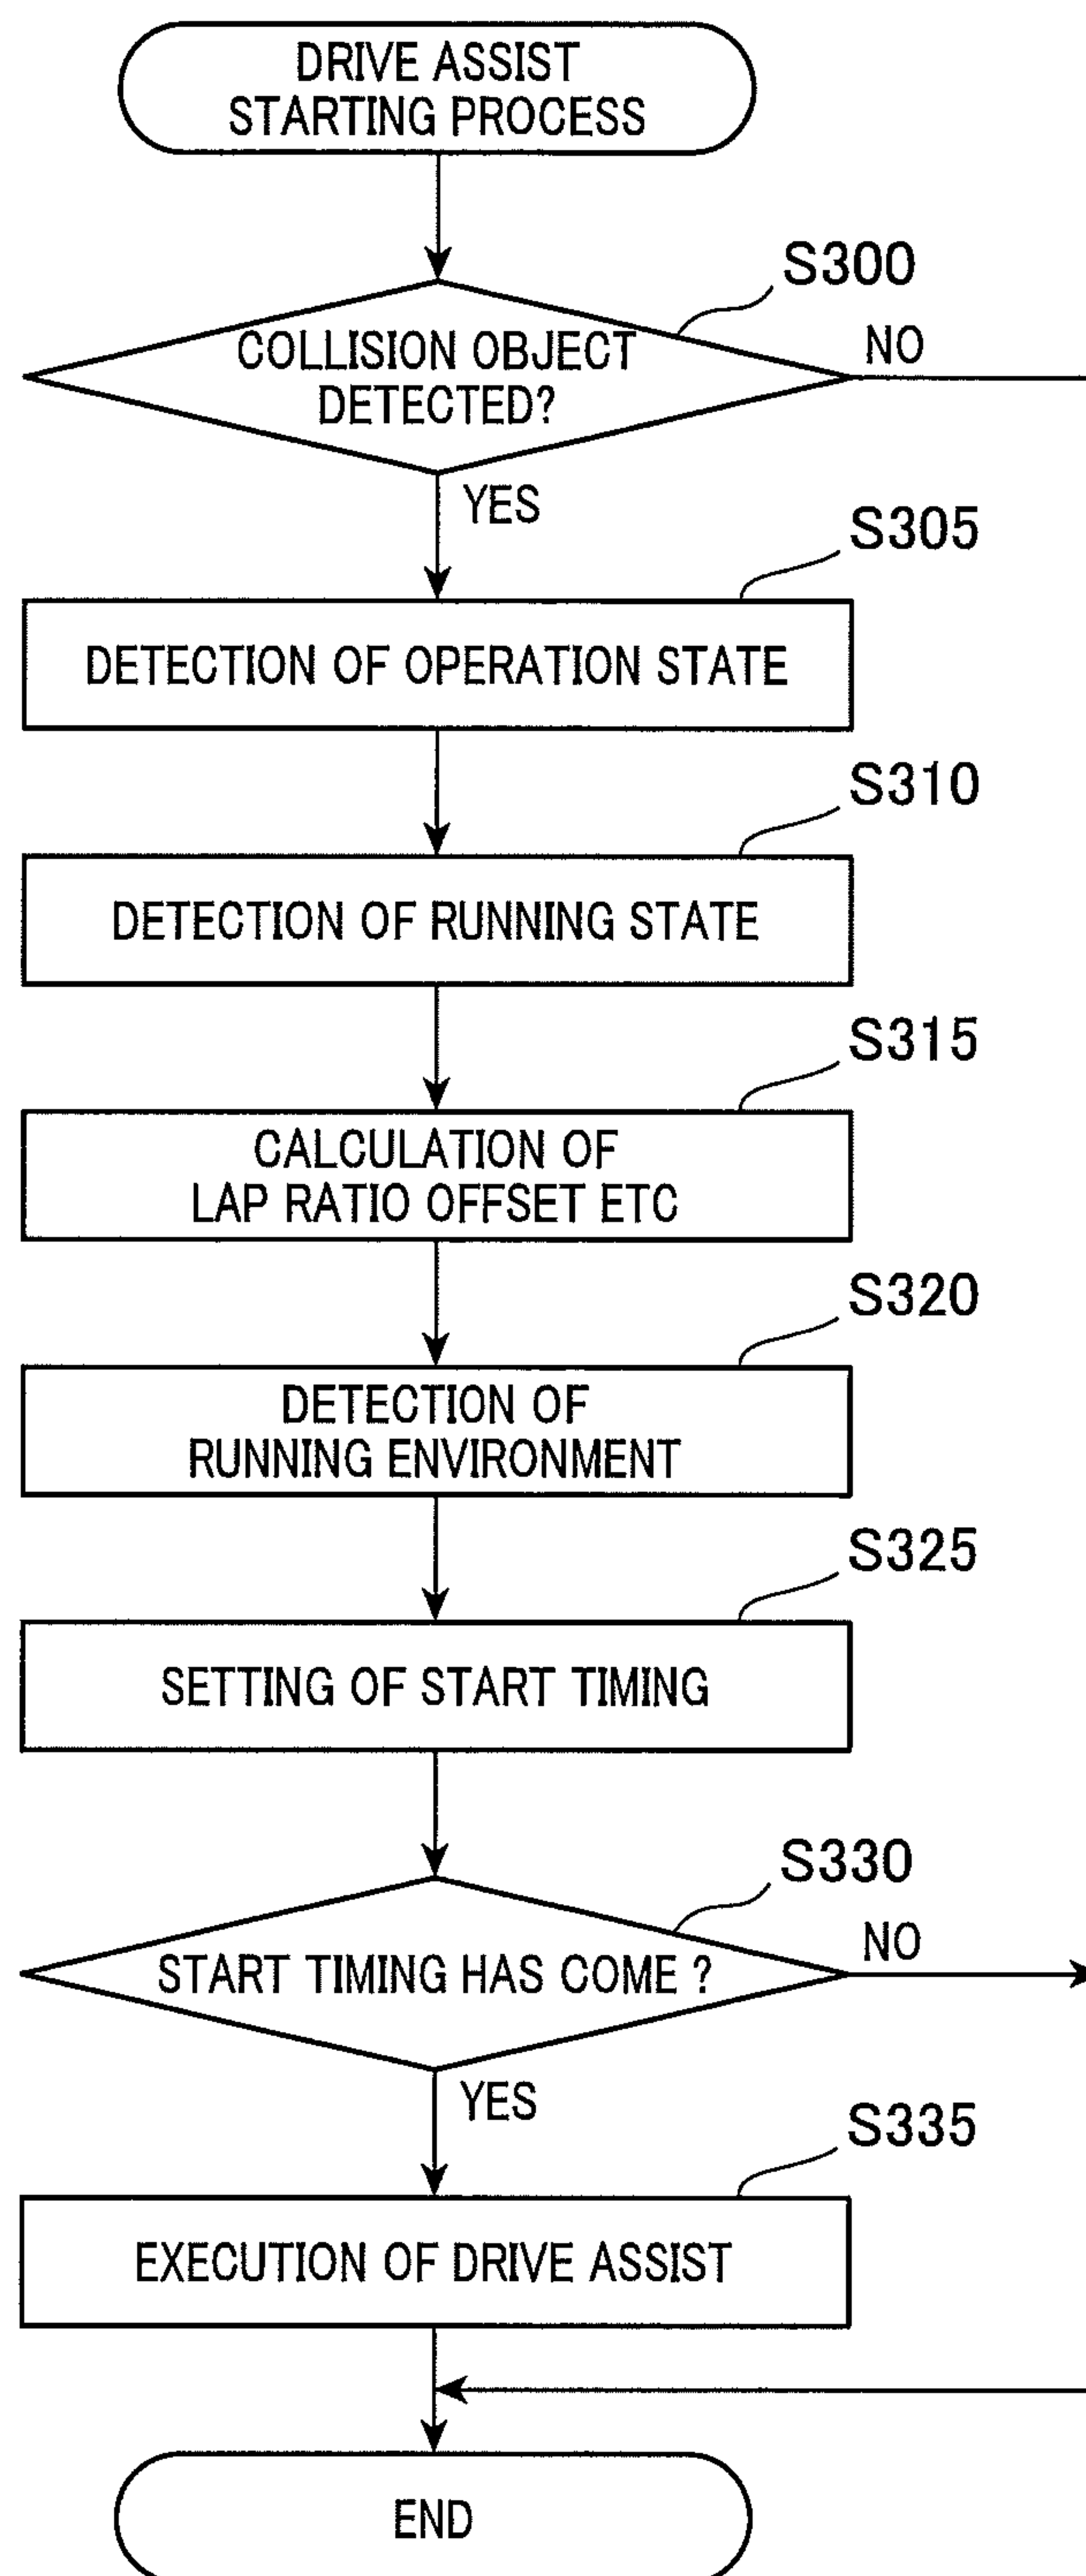 DRIVE ASSIST
STARTING PROCESS
S300
COLLISION OBJECT
DETECTED?
NO
YES
S305
DETECTION OF OPERATION STATE
S310
DETECTION OF RUNNING STATE
S315
CALCULATION OF
LAP RATIO OFFSET ETC
S320
DETECTION OF
RUNNING ENVIRONMENT
S325
SETTING OF START TIMING
S330
START TIMING HAS COME ?
NO
YES
S335
EXECUTION OF DRIVE ASSIST
END